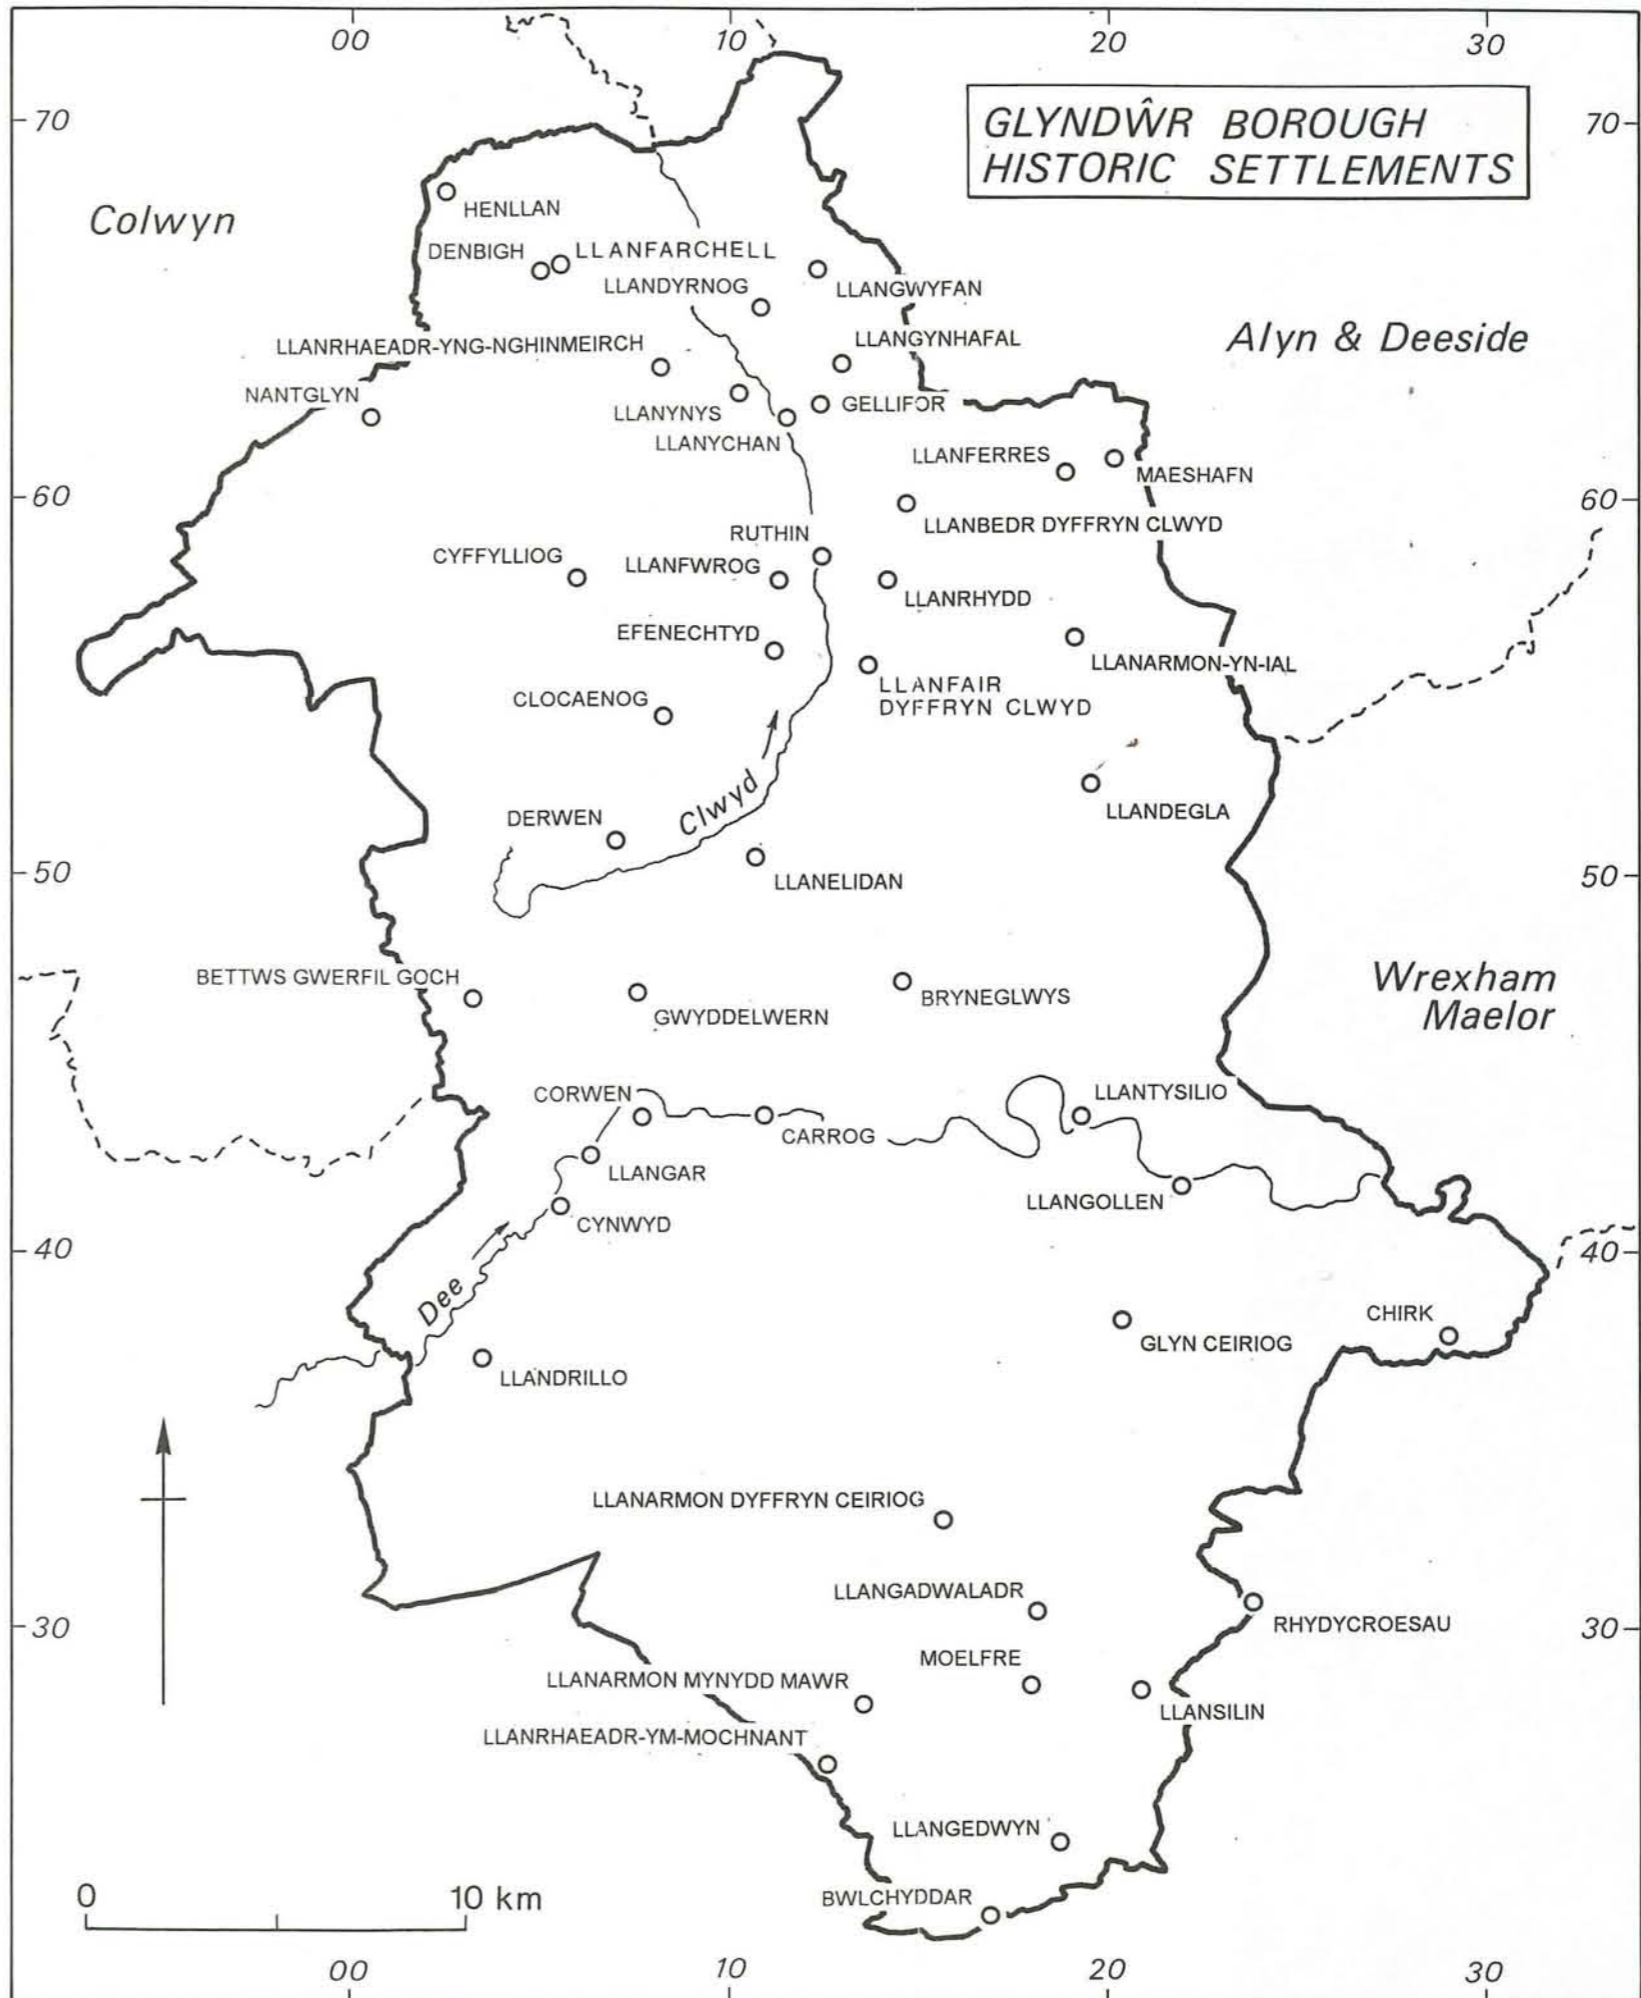 00 10 20 30
70 70
GLYNDŴR BOROUGH
HISTORIC SETTLEMENTS
Colwyn
HENLLAN
DENBIGH
LLANFARCHELL
LLANDYRNOG
LLANGWYFAN
Alyn & Deeside
LLANRHAEADR-YNG-NGHINMEIRCH
LLANGYNHAFAL
NANTGLYN
LLANYNYS
GELLIFOR
LLANYCHAN
LLANFERRES
MAESHAFN
60 60
LLANBEDR DYFFRYN CLWYD
RUTHIN
CYFFYLLIOG
LLANFWROG
LLANRHYDD
EFENECHTYD
LLANARMON-YN-IAL
LLANFAIR
DYFFRYN CLWYD
CLOCAENOG
Clwyd
LLANDEGLA
DERWEN
50 50
LLANELIDAN
BETTWS GWERFIL GOCH
GWYDDELWERN
BRYNEGLWYS
Wrexham
Maelor
CORWEN
LLANTYSILIO
CARROG
LLANGAR
LLANGOLLEN
CYNWYD
40 40
Dee
CHIRK
GLYN CEIRIOG
LLANDRILLO
LLANARMON DYFFRYN CEIRIOG
LLANGADWALADR
30 30
RHYDYCROESAU
MOELFRE
LLANARMON MYNYDD MAWR
LLANSILIN
LLANRHAEADR-YM-MOCHNANT
LLANGEDWYN
BWLCHYDDAR
0 10 km
00 10 20 30